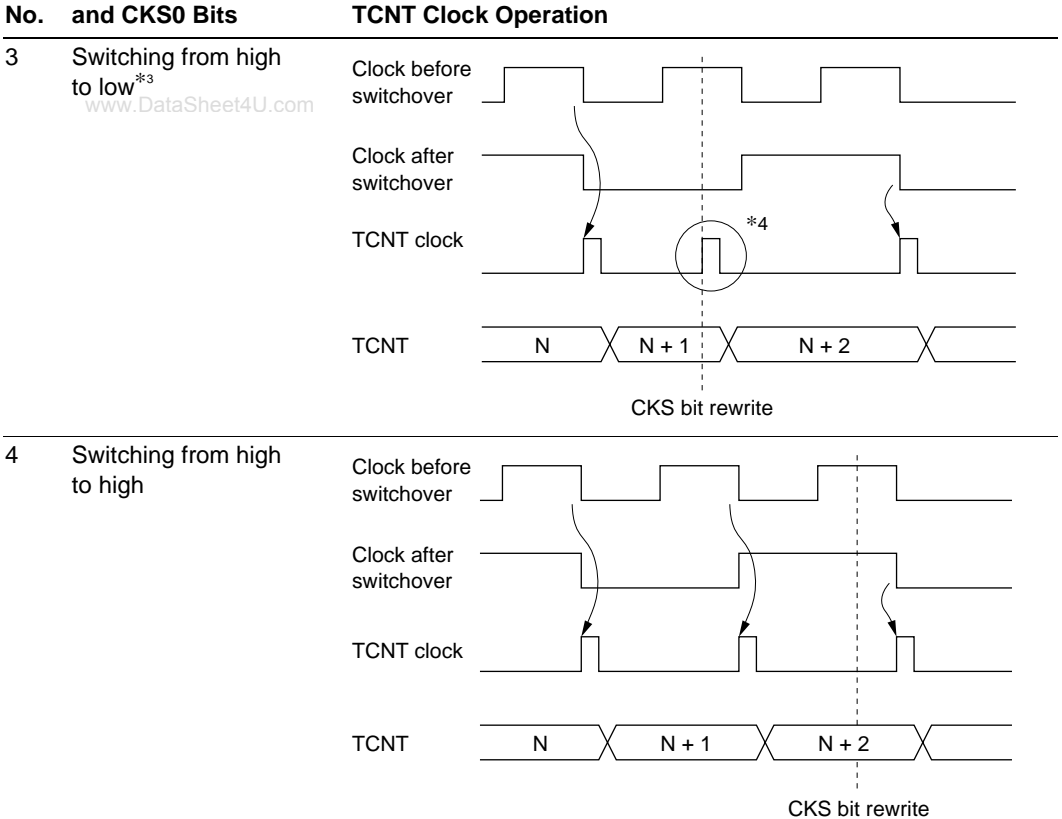 No. and CKS0 Bits TCNT Clock Operation
3 Switching from high
to low*3
www.DataSheet4U.com
Clock before
switchover
Clock after
switchover
TCNT clock
*4
TCNT N N + 1 N + 2
CKS bit rewrite
4 Switching from high
to high
Clock before
switchover
Clock after
switchover
TCNT clock
TCNT N N + 1 N + 2
CKS bit rewrite